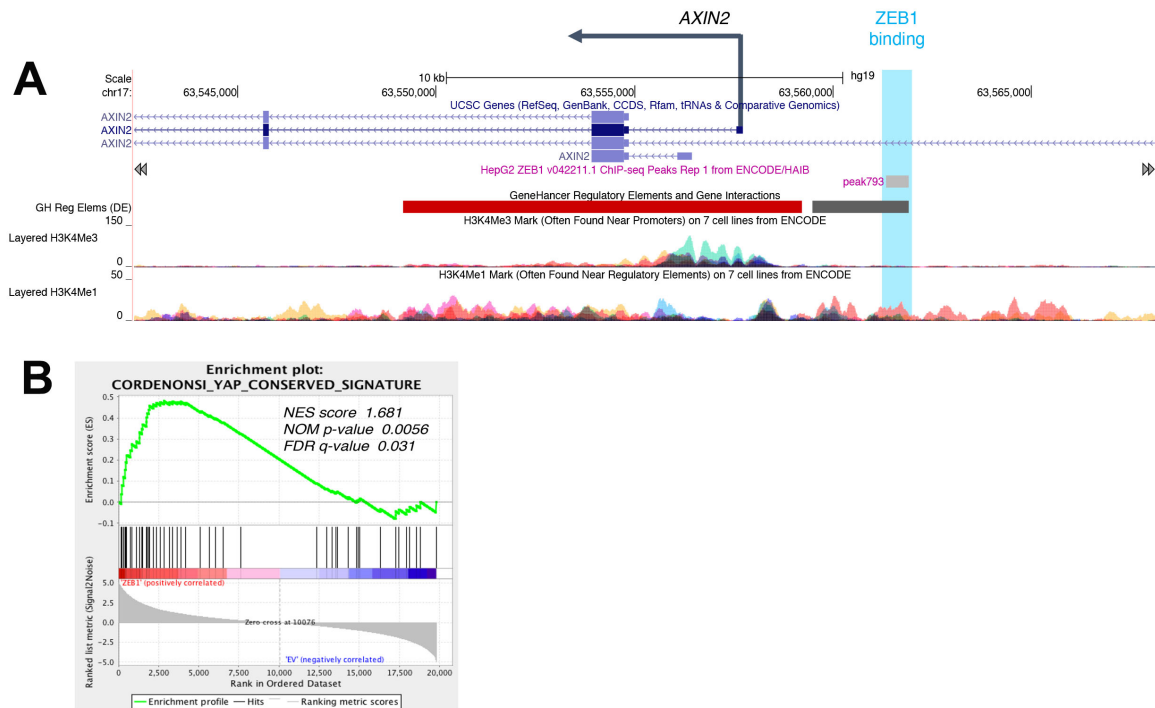 AXIN2
ZEB1
binding
A
Scale
10 kb
hg19
chr17:
63,545,000
63,550,000
63,555,000
63,560,000
63,565,000
UCSC Genes (RefSeq, GenBank, CCDS, Rfam, tRNAs & Comparative Genomics)
AXIN2
AXIN2
AXIN2
AXIN2
HepG2 ZEB1 v042211.1 ChIP-seq Peaks Rep 1 from ENCODE/HAIB
peak793
GeneHancer Regulatory Elements and Gene Interactions
GH Reg Elems (DE)
150
H3K4Me3 Mark (Often Found Near Promoters) on 7 cell lines from ENCODE
Layered H3K4Me3
0
50
H3K4Me1 Mark (Often Found Near Regulatory Elements) on 7 cell lines from ENCODE
Layered H3K4Me1
0
B
Enrichment plot:
CORDENONSI_YAP_CONSERVED_SIGNATURE
NES score 1.681
NOM p-value 0.0056
FDR q-value 0.031
Enrichment score (ES)
0.5
0.4
0.3
0.2
0.1
0.0
-0.1
'ZEB1' (positively correlated)
Ranked list metric (Signal2Noise)
5.0
2.5
0.0
-2.5
-5.0
Zero cross at 10076
'EV' (negatively correlated)
0
2,500
5,000
7,500
10,000
12,500
15,000
17,500
20,000
Rank in Ordered Dataset
Enrichment profile
Hits
Ranking metric scores